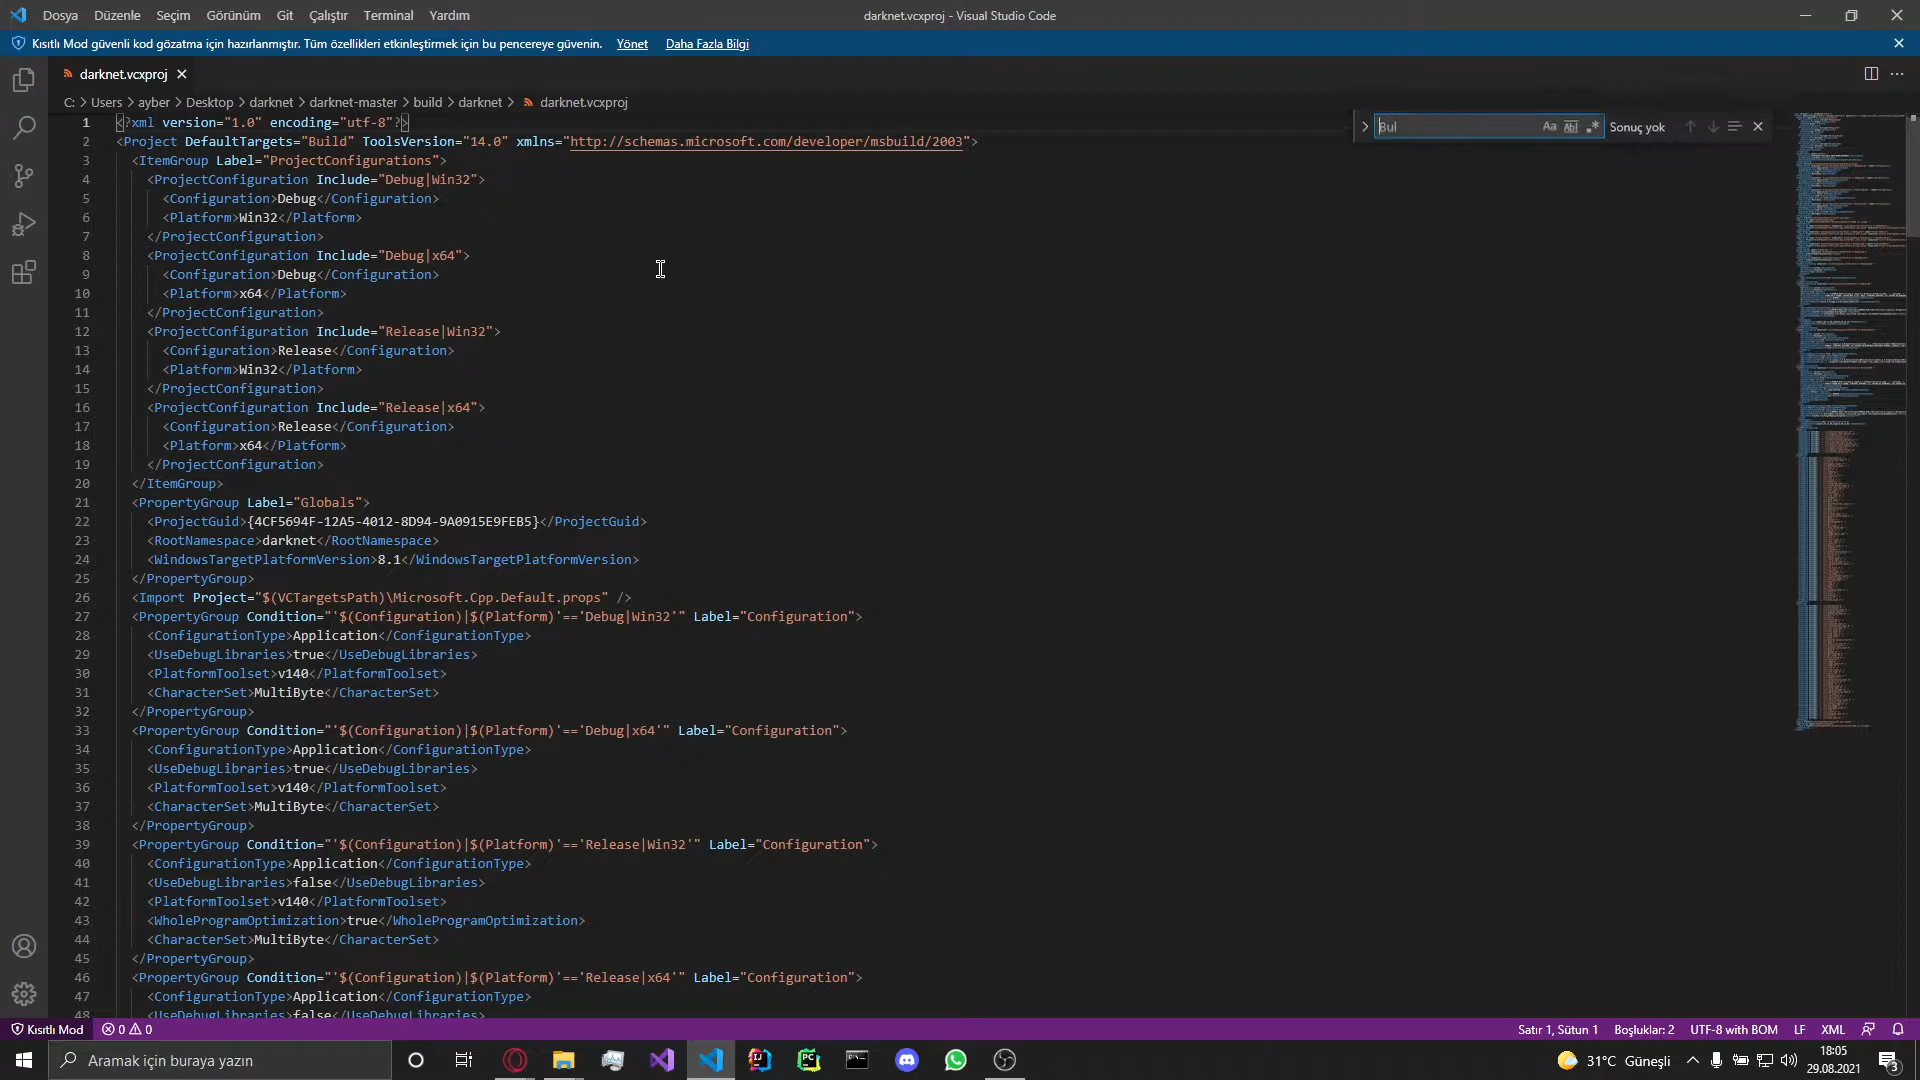 Dosya Düzenle Seçim Görünüm Git Çalıştır Terminal Yardım
darknet.vcxproj - Visual Studio Code
Kısıtlı Mod güvenli kod gözatma için hazırlanmıştır. Tüm özellikleri etkinleştirmek için bu pencereye güvenin. Yönet Daha Fazla Bilgi
darknet.vcxproj
C: > Users > ayber > Desktop > darknet > darknet-master > build > darknet > darknet.vcxproj
Bul Sonuç yok
1 <?xml version="1.0" encoding="utf-8"?>
2 <Project DefaultTargets="Build" ToolsVersion="14.0" xmlns="http://schemas.microsoft.com/developer/msbuild/2003">
3 <ItemGroup Label="ProjectConfigurations">
4 <ProjectConfiguration Include="Debug|Win32">
5 <Configuration>Debug</Configuration>
6 <Platform>Win32</Platform>
7 </ProjectConfiguration>
8 <ProjectConfiguration Include="Debug|x64">
9 <Configuration>Debug</Configuration>
10 <Platform>x64</Platform>
11 </ProjectConfiguration>
12 <ProjectConfiguration Include="Release|Win32">
13 <Configuration>Release</Configuration>
14 <Platform>Win32</Platform>
15 </ProjectConfiguration>
16 <ProjectConfiguration Include="Release|x64">
17 <Configuration>Release</Configuration>
18 <Platform>x64</Platform>
19 </ProjectConfiguration>
20 </ItemGroup>
21 <PropertyGroup Label="Globals">
22 <ProjectGuid>{4CF5694F-12A5-4012-8D94-9A0915E9FEB5}</ProjectGuid>
23 <RootNamespace>darknet</RootNamespace>
24 <WindowsTargetPlatformVersion>8.1</WindowsTargetPlatformVersion>
25 </PropertyGroup>
26 <Import Project="$(VCTargetsPath)\Microsoft.Cpp.Default.props" />
27 <PropertyGroup Condition="'$(Configuration)|$(Platform)'=='Debug|Win32'" Label="Configuration">
28 <ConfigurationType>Application</ConfigurationType>
29 <UseDebugLibraries>true</UseDebugLibraries>
30 <PlatformToolset>v140</PlatformToolset>
31 <CharacterSet>MultiByte</CharacterSet>
32 </PropertyGroup>
33 <PropertyGroup Condition="'$(Configuration)|$(Platform)'=='Debug|x64'" Label="Configuration">
34 <ConfigurationType>Application</ConfigurationType>
35 <UseDebugLibraries>true</UseDebugLibraries>
36 <PlatformToolset>v140</PlatformToolset>
37 <CharacterSet>MultiByte</CharacterSet>
38 </PropertyGroup>
39 <PropertyGroup Condition="'$(Configuration)|$(Platform)'=='Release|Win32'" Label="Configuration">
40 <ConfigurationType>Application</ConfigurationType>
41 <UseDebugLibraries>false</UseDebugLibraries>
42 <PlatformToolset>v140</PlatformToolset>
43 <WholeProgramOptimization>true</WholeProgramOptimization>
44 <CharacterSet>MultiByte</CharacterSet>
45 </PropertyGroup>
46 <PropertyGroup Condition="'$(Configuration)|$(Platform)'=='Release|x64'" Label="Configuration">
47 <ConfigurationType>Application</ConfigurationType>
48 <UseDebugLibraries>false</UseDebugLibraries>
Kısıtlı Mod 0 0 Satır 1, Sütun 1 Boşluklar: 2 UTF-8 with BOM LF XML
Aramak için buraya yazın
31°C Güneşli
18:05
29.08.2021
3